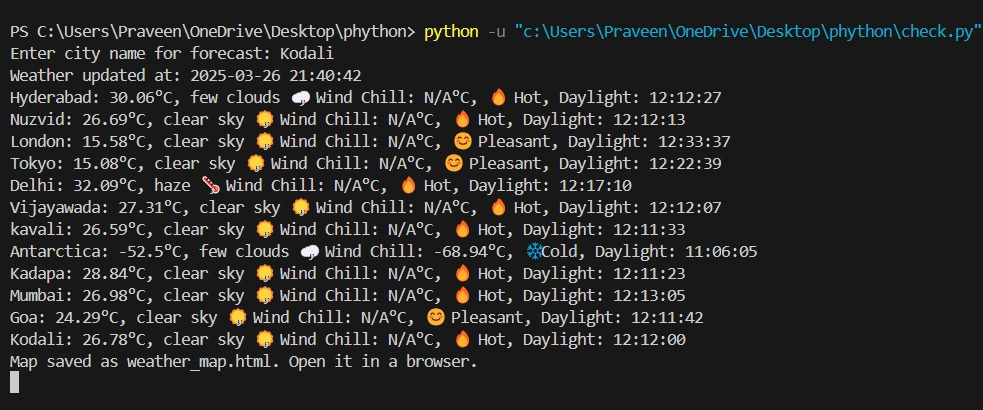 PS C:\Users\Praveen\OneDrive\Desktop\phython> python -u "c:\Users\Praveen\OneDrive\Desktop\phython\check.py"
Enter city name for forecast: Kodali
Weather updated at: 2025-03-26 21:40:42
Hyderabad: 30.06°C, few clouds 🌧️ Wind Chill: N/A°C, 🔥 Hot, Daylight: 12:12:27
Nuzvid: 26.69°C, clear sky 🌞 Wind Chill: N/A°C, 🔥 Hot, Daylight: 12:12:13
London: 15.58°C, clear sky 🌞 Wind Chill: N/A°C, 😊 Pleasant, Daylight: 12:33:37
Tokyo: 15.08°C, clear sky 🌞 Wind Chill: N/A°C, 😊 Pleasant, Daylight: 12:22:39
Delhi: 32.09°C, haze 🌡️ Wind Chill: N/A°C, 🔥 Hot, Daylight: 12:17:10
Vijayawada: 27.31°C, clear sky 🌞 Wind Chill: N/A°C, 🔥 Hot, Daylight: 12:12:07
kavali: 26.59°C, clear sky 🌞 Wind Chill: N/A°C, 🔥 Hot, Daylight: 12:11:33
Antarctica: -52.5°C, few clouds 🌧️ Wind Chill: -68.94°C, ❄️Cold, Daylight: 11:06:05
Kadapa: 28.84°C, clear sky 🌞 Wind Chill: N/A°C, 🔥 Hot, Daylight: 12:11:23
Mumbai: 26.98°C, clear sky 🌞 Wind Chill: N/A°C, 🔥 Hot, Daylight: 12:13:05
Goa: 24.29°C, clear sky 🌞 Wind Chill: N/A°C, 😊 Pleasant, Daylight: 12:11:42
Kodali: 26.78°C, clear sky 🌞 Wind Chill: N/A°C, 🔥 Hot, Daylight: 12:12:00
Map saved as weather_map.html. Open it in a browser.